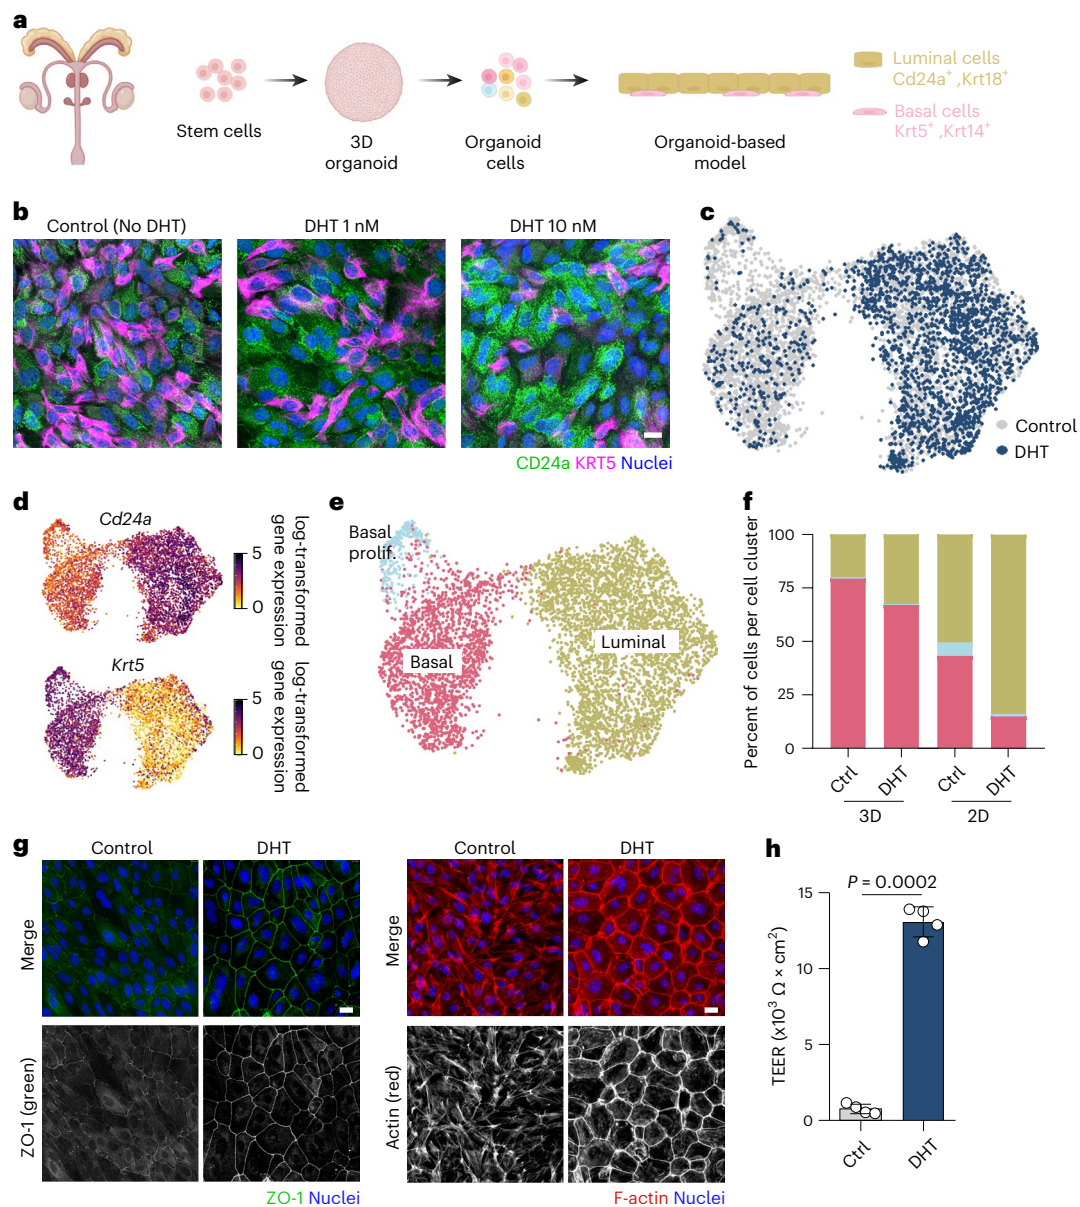 a
Stem cells
3D
organoid
Organoid
cells
Organoid-based
model
Luminal cells
Cd24a⁺ ,Krt18⁺
Basal cells
Krt5⁺ ,Krt14⁺
b
Control (No DHT)
DHT 1 nM
DHT 10 nM
CD24a KRT5 Nuclei
c
Control
DHT
d
Cd24a
5
0
log-transformed
gene expression
Krt5
5
0
log-transformed
gene expression
e
Basal
prolif.
Basal
Luminal
f
Percent of cells per cell cluster
100
75
50
25
0
Ctrl
DHT
Ctrl
DHT
3D
2D
g
Control
DHT
Merge
ZO-1 (green)
ZO-1 Nuclei
Control
DHT
Merge
Actin (red)
F-actin Nuclei
h
P = 0.0002
TEER (x10³ Ω × cm²)
15
10
5
0
Ctrl
DHT